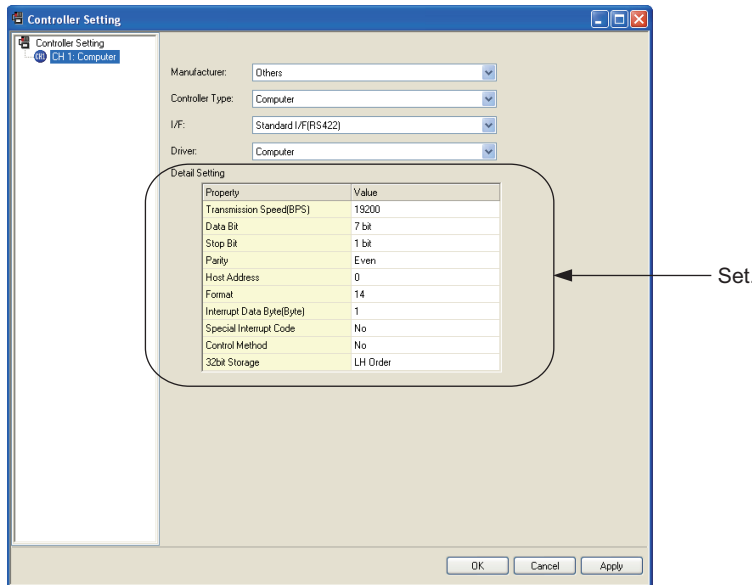 Controller Setting
Controller Setting
CH1 CH 1: Computer
Manufacturer: Others
Controller Type: Computer
I/F: Standard I/F(RS422)
Driver: Computer
Detail Setting
Property Value
Transmission Speed(BPS) 19200
Data Bit 7 bit
Stop Bit 1 bit
Parity Even
Host Address 0
Format 14
Interrupt Data Byte(Byte) 1
Special Interrupt Code No
Control Method No
32bit Storage LH Order
Set.
OK Cancel Apply